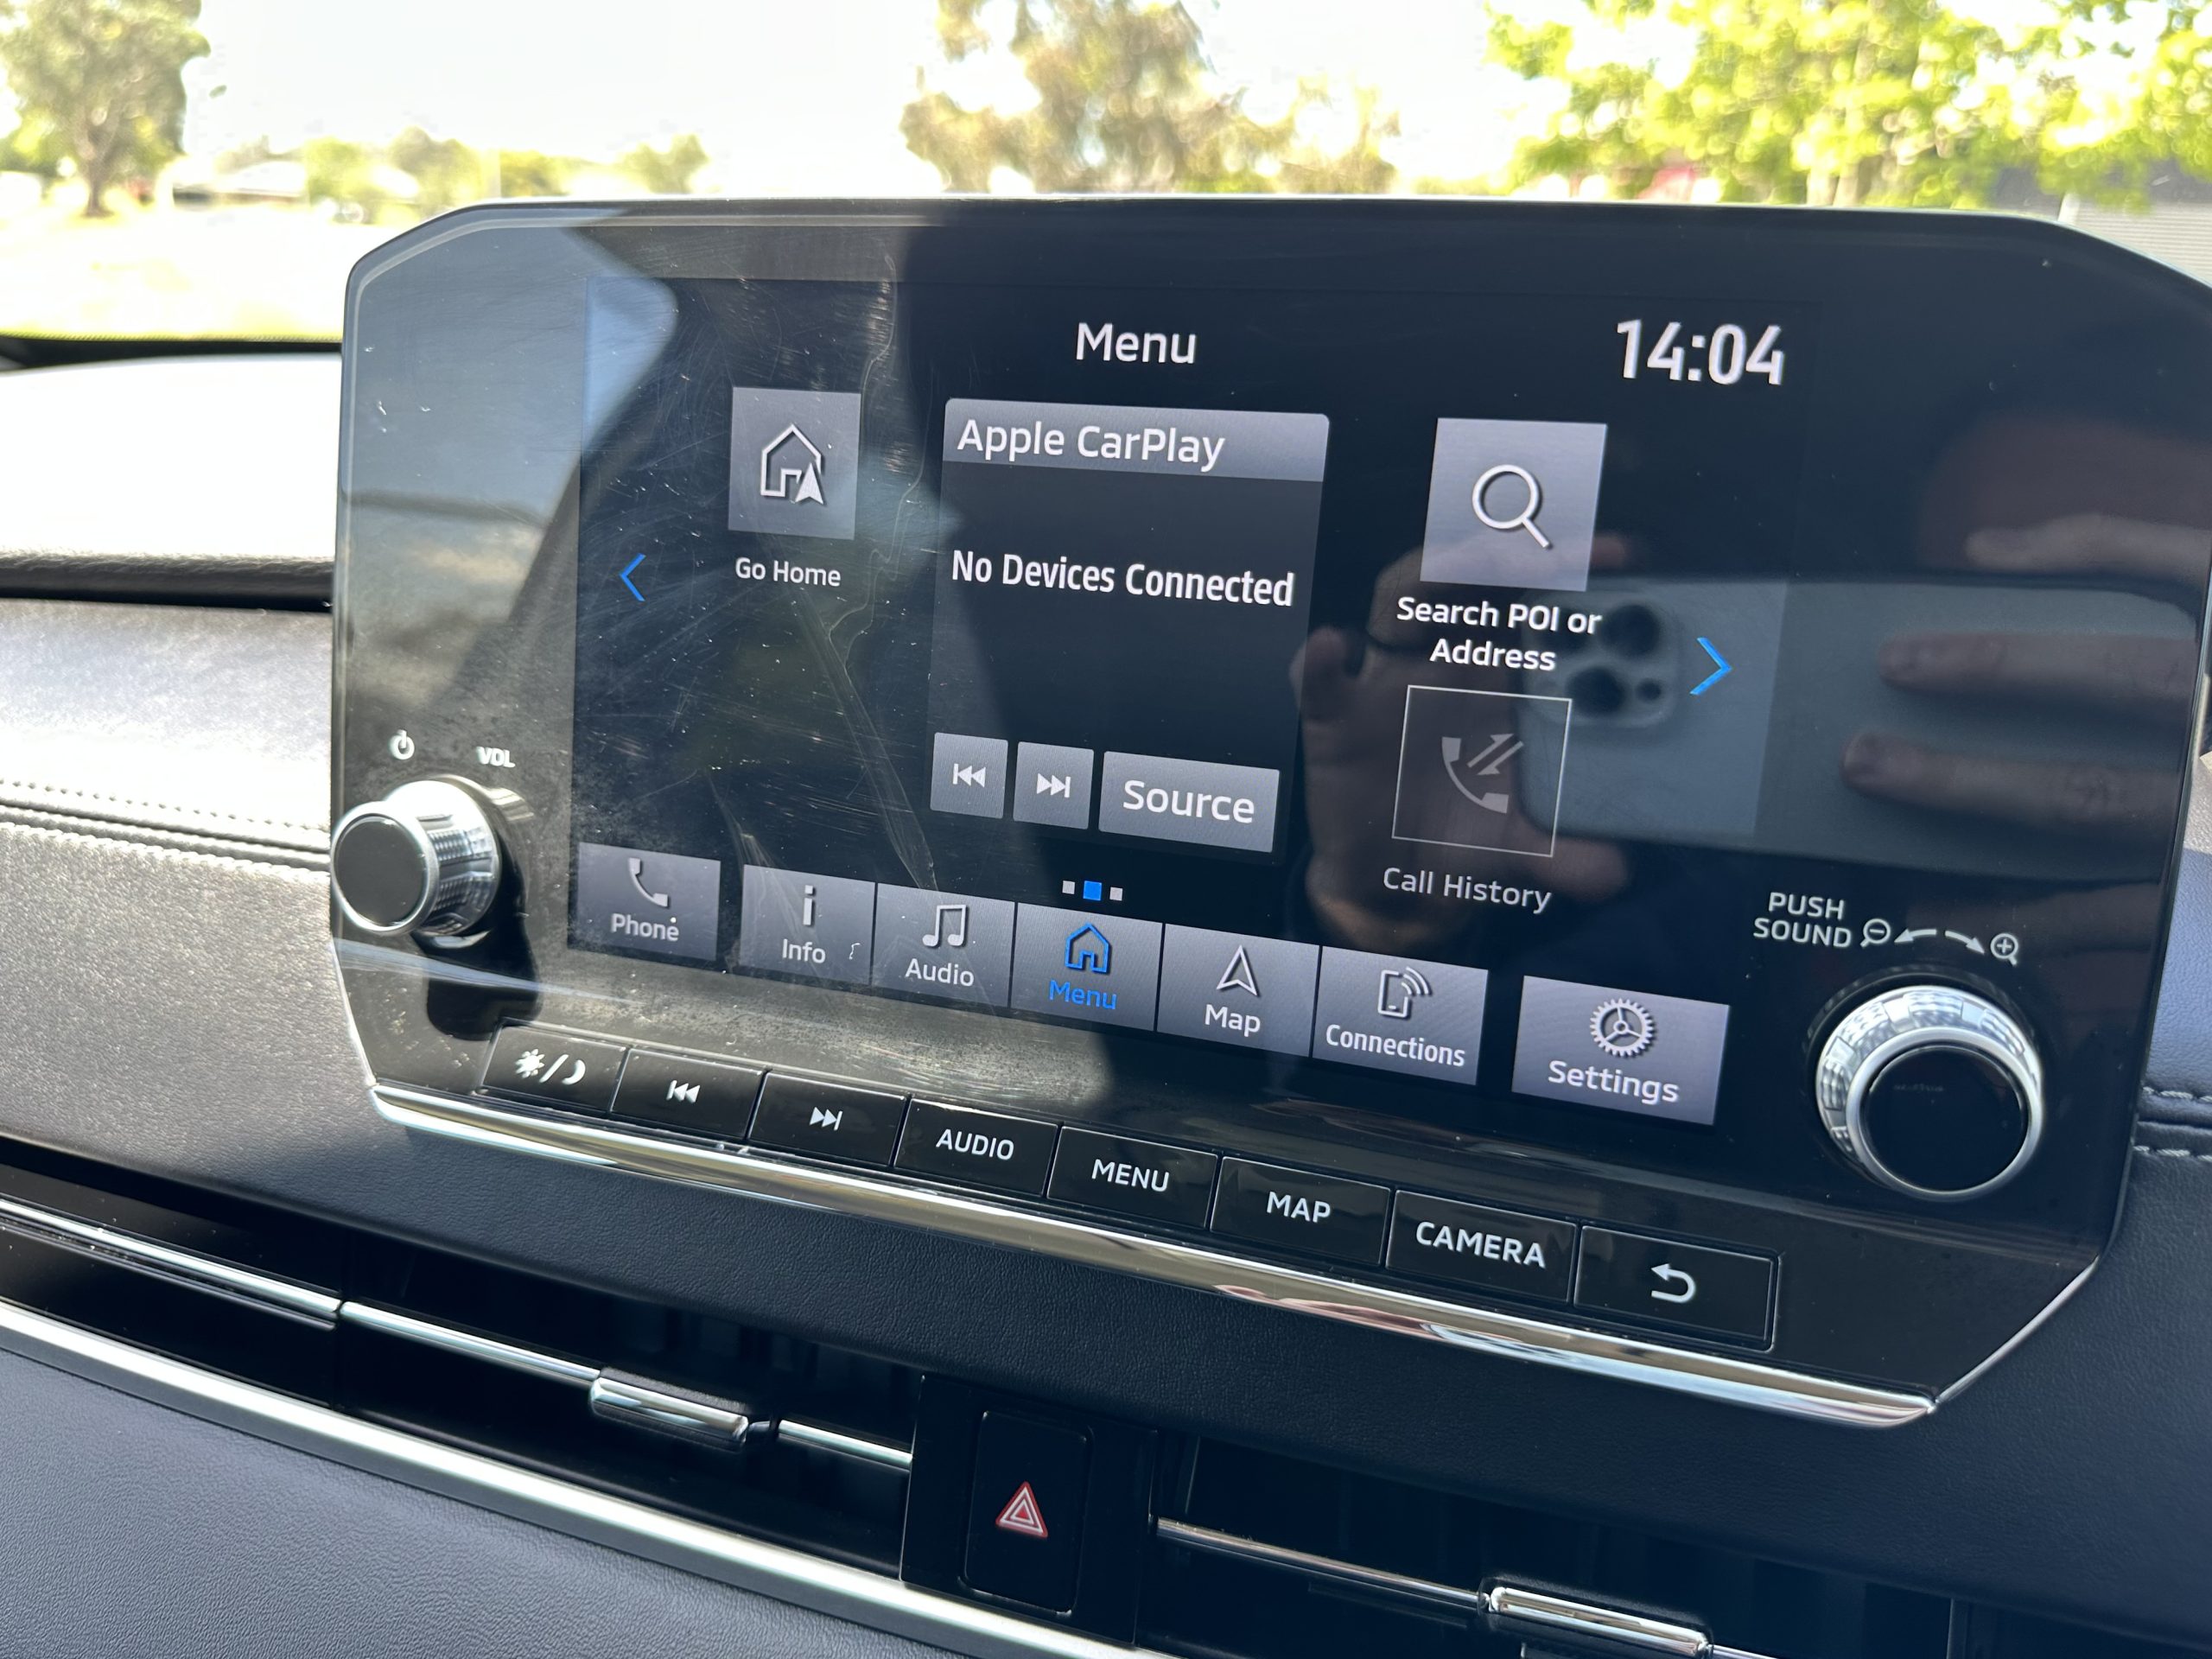 Menu
14:04
Apple CarPlay
Go Home
No Devices Connected
Search POI or
Address
Source
Call History
VOL
Phone
Info
Audio
Menu
Map
Connections
Settings
PUSH
SOUND
AUDIO
MENU
MAP
CAMERA